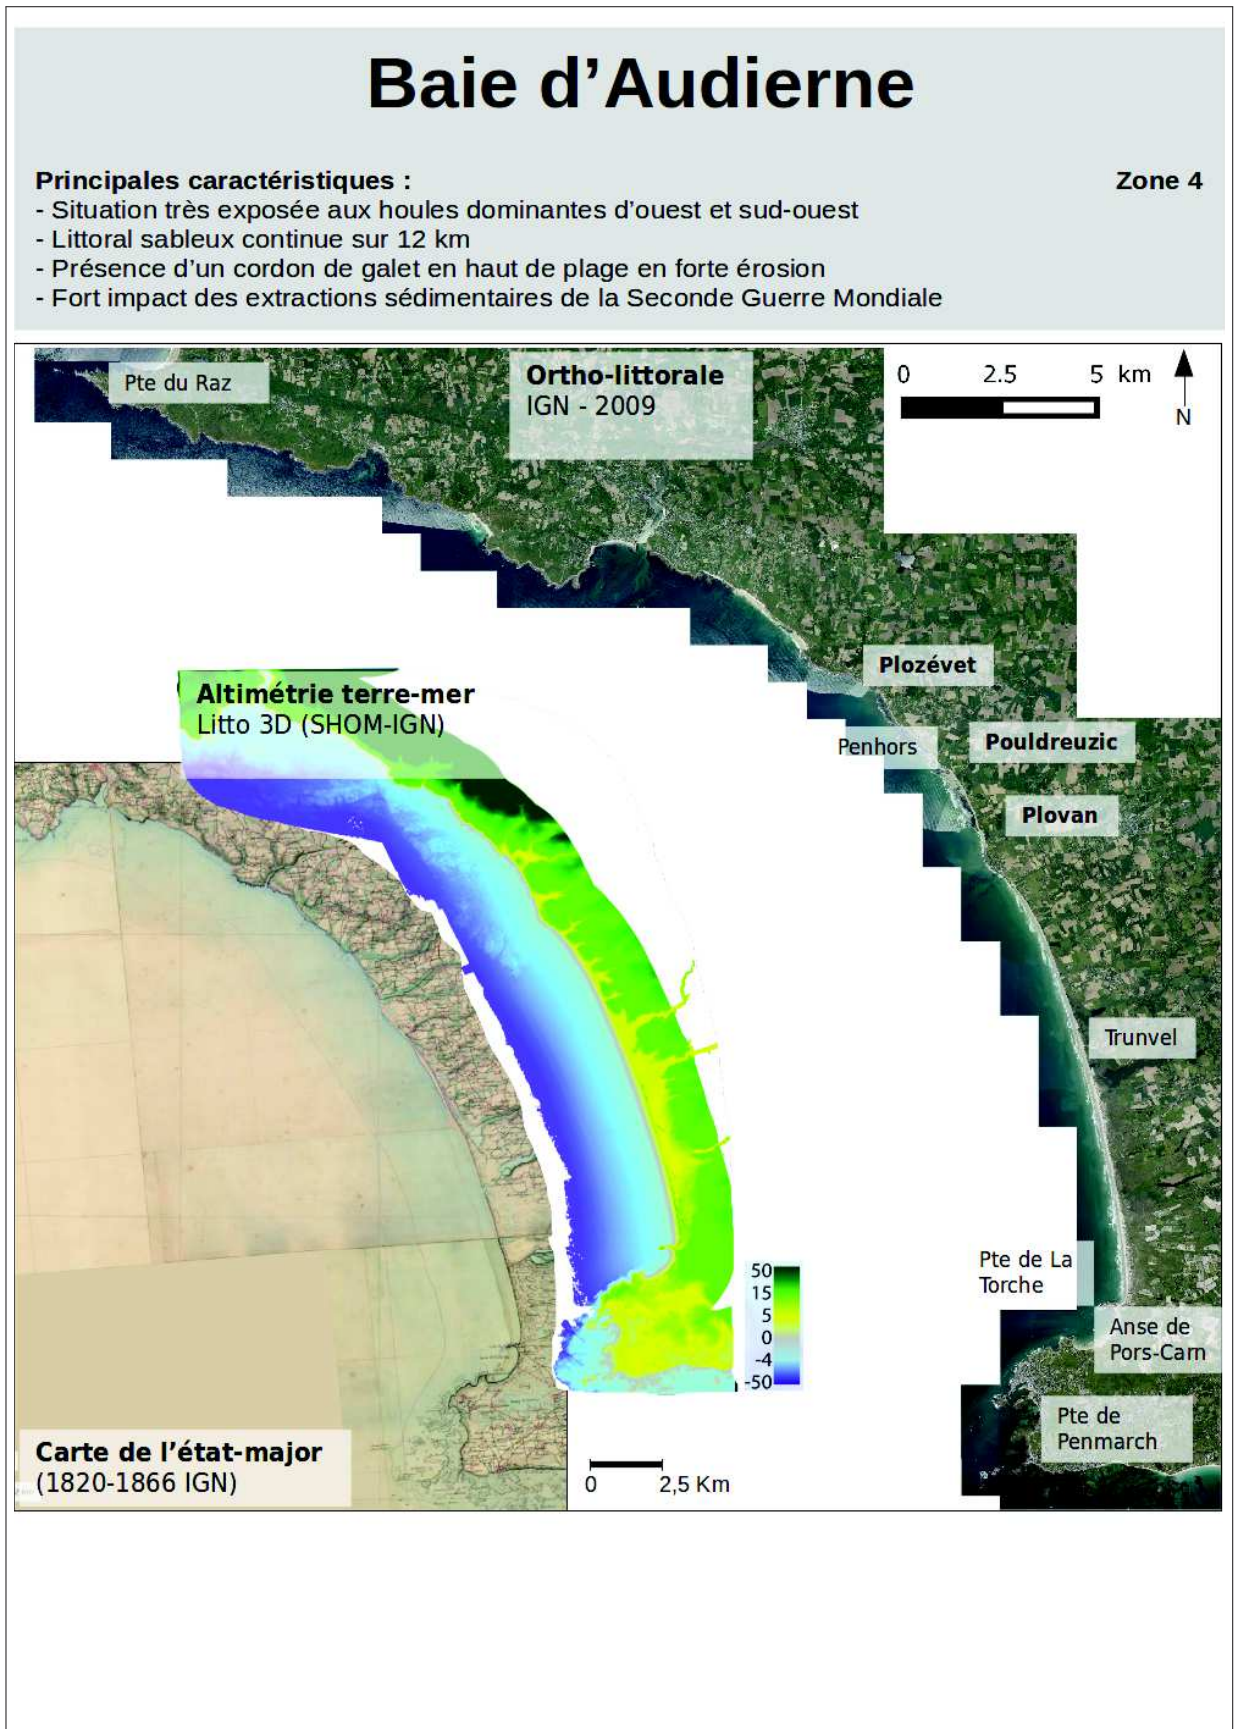 Baie d'Audierne
Principales caractéristiques :
Zone 4
- Situation très exposée aux houles dominantes d'ouest et sud-ouest
- Littoral sableux continue sur 12 km
- Présence d'un cordon de galet en haut de plage en forte érosion
- Fort impact des extractions sédimentaires de la Seconde Guerre Mondiale
Pte du Raz
Ortho-littorale
IGN - 2009
0 2.5 5 km
N
Plozévet
Altimétrie terre-mer
Litto 3D (SHOM-IGN)
Penhors
Pouldreuzic
Plovan
Trunvel
Pte de La
Torche
50
15
5
0
-4
-50
Anse de
Pors-Carn
Pte de
Penmarch
Carte de l'état-major
(1820-1866 IGN)
0 2,5 Km